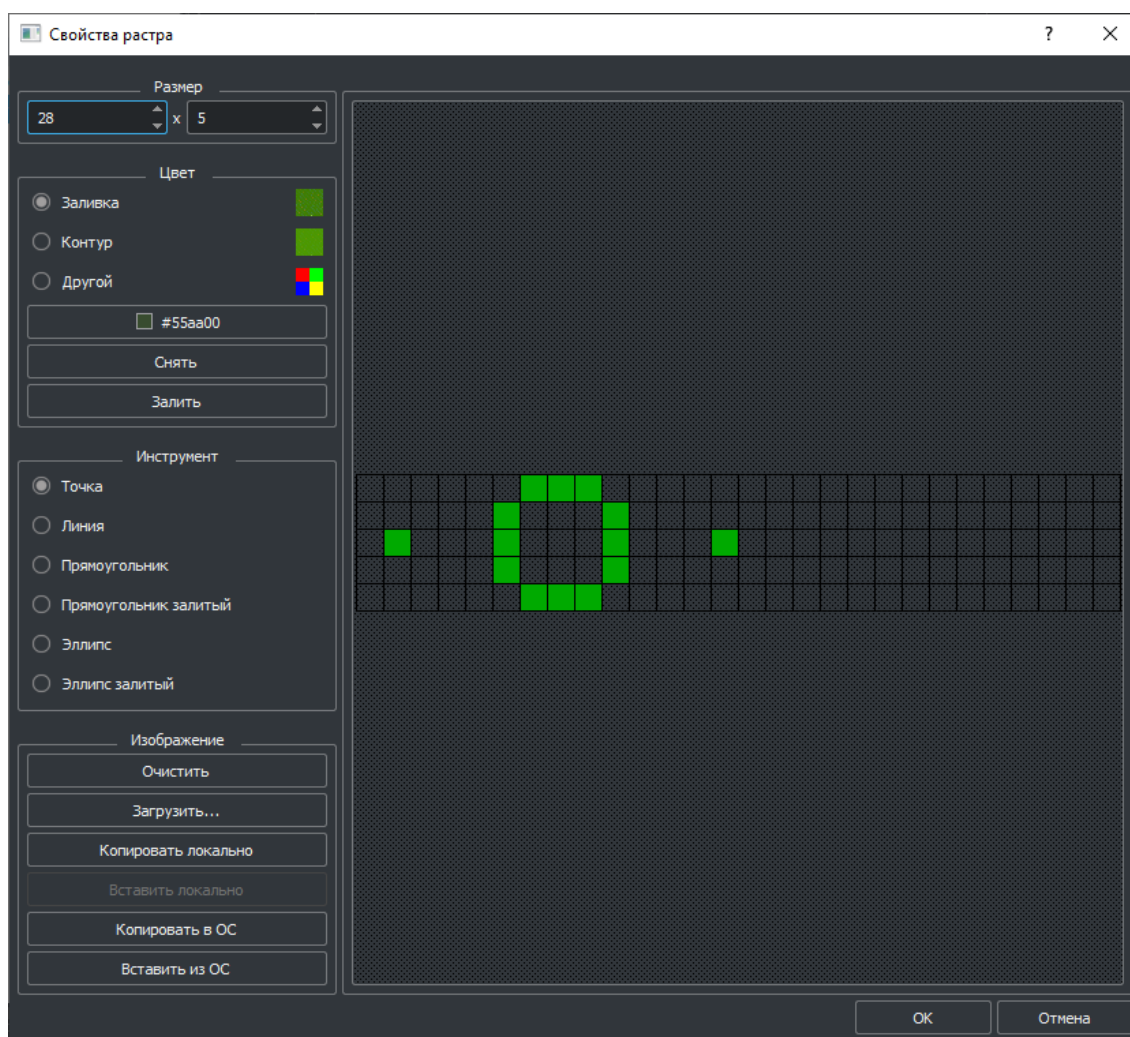 Свойства растра
?
Размер
28 x 5
Цвет
Заливка
Контур
Другой
#55aa00
Снять
Залить
Инструмент
Точка
Линия
Прямоугольник
Прямоугольник залитый
Эллипс
Эллипс залитый
Изображение
Очистить
Загрузить...
Копировать локально
Вставить локально
Копировать в ОС
Вставить из ОС
ОК
Отмена